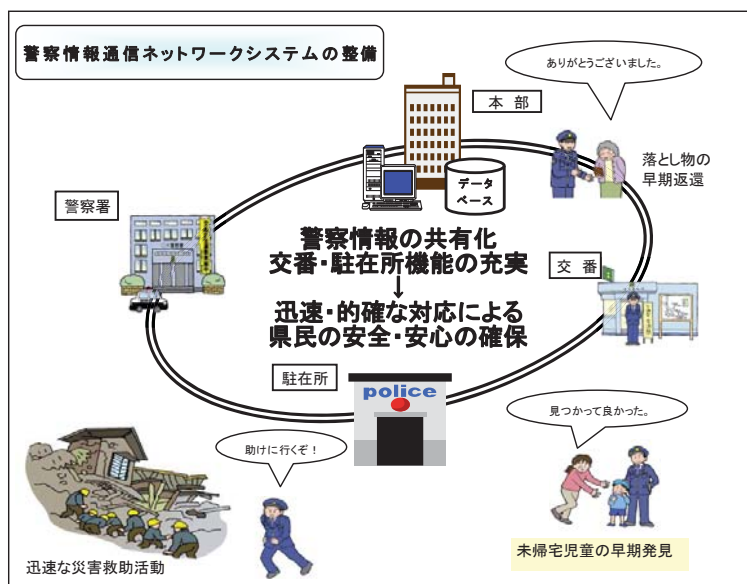 警察情報通信ネットワークシステムの整備
ありがとうございました。
本部
落とし物の
早期返還
データ
ベース
警察署
警察情報の共有化
交番・駐在所機能の充実
↓
迅速・的確な対応による
県民の安全・安心の確保
交番
駐在所
police
見つかって良かった。
助けに行くぞ！
迅速な災害救助活動
未帰宅児童の早期発見